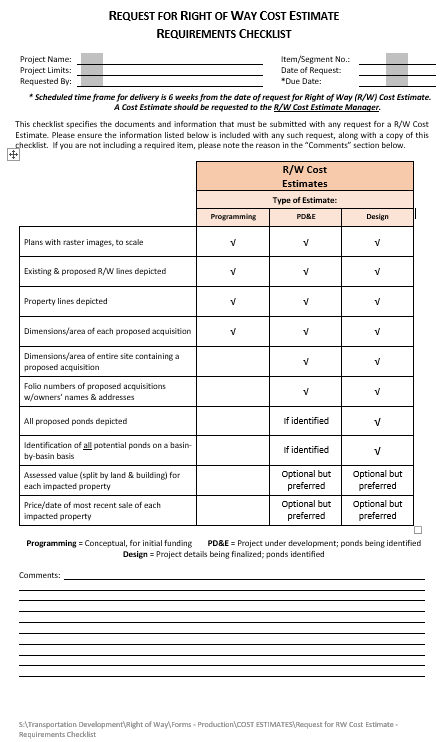 REQUEST FOR RIGHT OF WAY COST ESTIMATE
REQUIREMENTS CHECKLIST
Project Name:
Item/Segment No.:
Project Limits:
Date of Request:
Requested By:
*Due Date:
* Scheduled time frame for delivery is 6 weeks from the date of request for Right of Way (R/W) Cost Estimate.
A Cost Estimate should be requested to the R/W Cost Estimate Manager.
This checklist specifies the documents and information that must be submitted with any request for a R/W Cost
Estimate. Please ensure the information listed below is included with any such request, along with a copy of this
checklist. If you are not including a required item, please note the reason in the "Comments" section below.
R/W Cost
Estimates
Type of Estimate:
Programming PD&E Design
Plans with raster images, to scale √ √ √
Existing & proposed R/W lines depicted √ √ √
Property lines depicted √ √ √
Dimensions/area of each proposed acquisition √ √ √
Dimensions/area of entire site containing a
proposed acquisition √ √
Folio numbers of proposed acquisitions
w/owners' names & addresses √ √
All proposed ponds depicted If identified √
Identification of all potential ponds on a basin-
by-basin basis If identified √
Assessed value (split by land & building) for
each impacted property
Optional but
preferred
Optional but
preferred
Price/date of most recent sale of each
impacted property
Optional but
preferred
Optional but
preferred
Programming = Conceptual, for initial funding PD&E = Project under development; ponds being identified
Design = Project details being finalized; ponds identified
Comments:
S:\Transportation Development\Right of Way\Forms - Production\COST ESTIMATES\Request for RW Cost Estimate -
Requirements Checklist